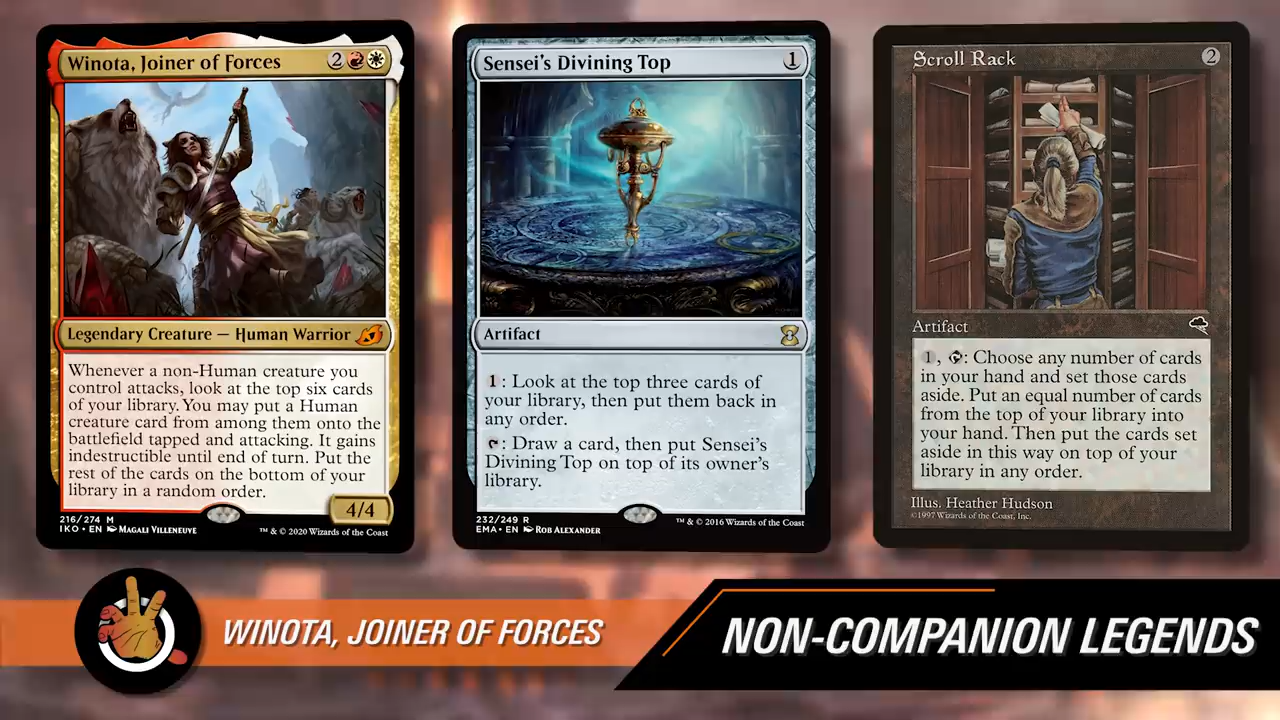 Winota, Joiner of Forces 2
Legendary Creature — Human Warrior
Whenever a non-Human creature you
control attacks, look at the top six cards
of your library. You may put a Human
creature card from among them onto the
battlefield tapped and attacking. It gains
indestructible until end of turn. Put the
rest of the cards on the bottom of your
library in a random order.
4/4
216/274 M
IKO • EN Magali Villeneuve
™ & © 2020 Wizards of the Coast
Sensei's Divining Top 1
Artifact
1: Look at the top three cards of
your library, then put them back in
any order.
: Draw a card, then put Sensei's
Divining Top on top of its owner's
library.
232/249 R
EMA • EN Rob Alexander
™ & © 2016 Wizards of the Coast
Scroll Rack 2
Artifact
1, : Choose any number of cards
in your hand and set those cards
aside. Put an equal number of cards
from the top of your library into
your hand. Then put the cards set
aside in this way on top of your
library in any order.
Illus. Heather Hudson
©1997 Wizards of the Coast, Inc.
WINOTA, JOINER OF FORCES
NON-COMPANION LEGENDS